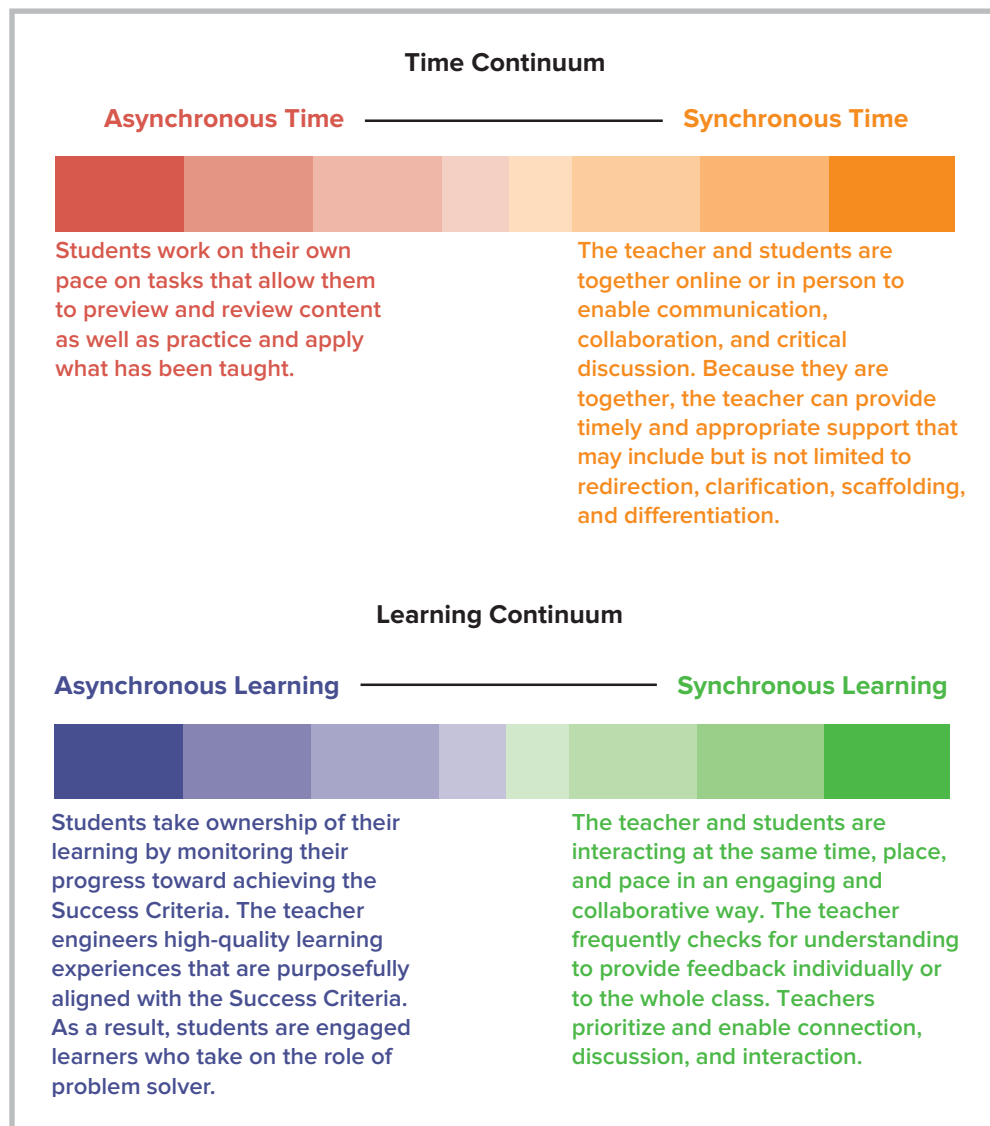 Time Continuum
Asynchronous Time
Synchronous Time
Students work on their own
pace on tasks that allow them
to preview and review content
as well as practice and apply
what has been taught.
The teacher and students are
together online or in person to
enable communication,
collaboration, and critical
discussion. Because they are
together, the teacher can provide
timely and appropriate support that
may include but is not limited to
redirection, clarification, scaffolding,
and differentiation.
Learning Continuum
Asynchronous Learning
Synchronous Learning
Students take ownership of their
learning by monitoring their
progress toward achieving the
Success Criteria. The teacher
engineers high-quality learning
experiences that are purposefully
aligned with the Success Criteria.
As a result, students are engaged
learners who take on the role of
problem solver.
The teacher and students are
interacting at the same time, place,
and pace in an engaging and
collaborative way. The teacher
frequently checks for understanding
to provide feedback individually or
to the whole class. Teachers
prioritize and enable connection,
discussion, and interaction.